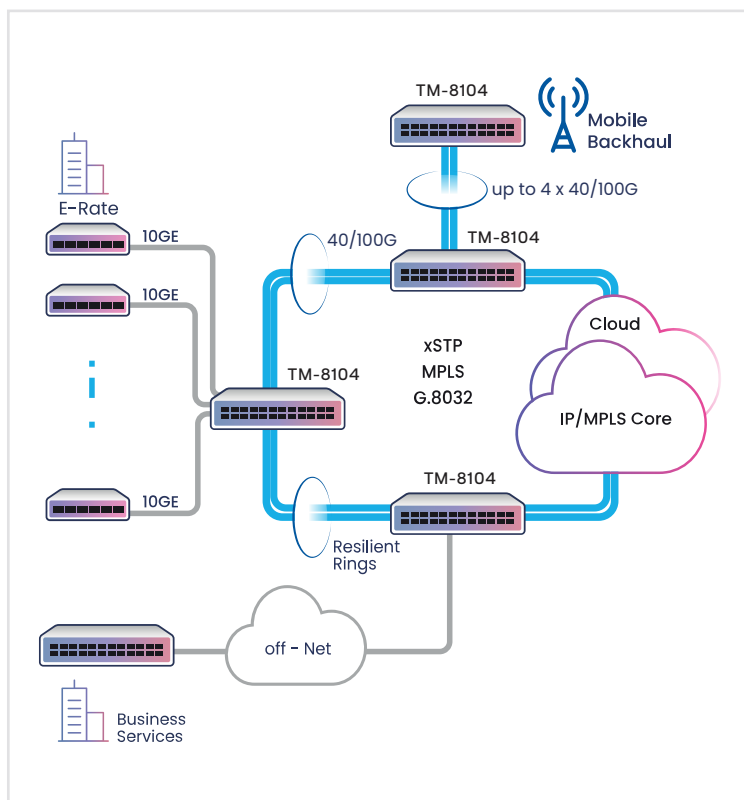 TM-8104
Mobile
Backhaul
E-Rate
up to 4 x 40/100G
10GE
40/100G
TM-8104
10GE
Cloud
xSTP
MPLS
G.8032
TM-8104
IP/MPLS Core
TM-8104
10GE
Resilient
Rings
off - Net
Business
Services